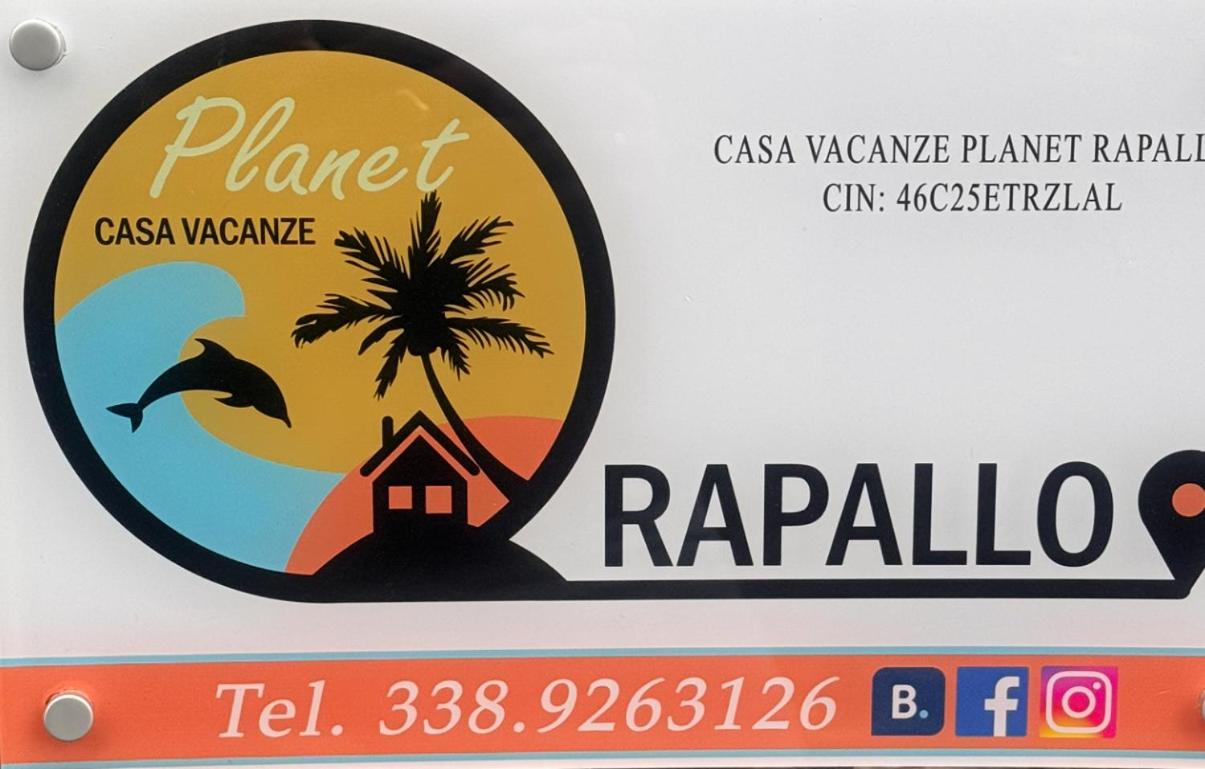 Planet
CASA VACANZE
CASA VACANZE PLANET RAPALL
CIN: 46C25ETRZLAL
RAPALLO
Tel. 338.9263126
B.